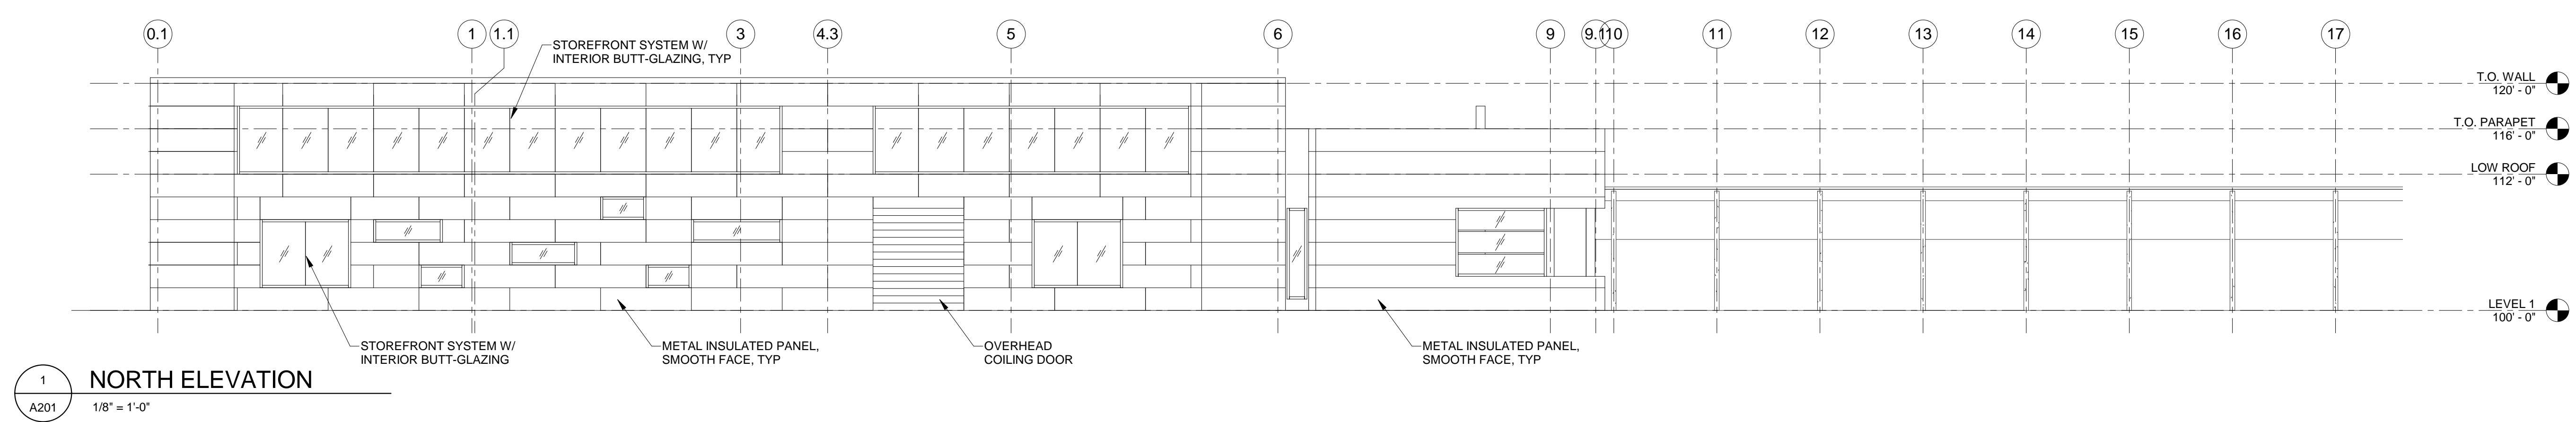 0.1
1
1.1
3
4.3
5
6
9
9.1
10
11
12
13
14
15
16
17
STOREFRONT SYSTEM W/
INTERIOR BUTT-GLAZING, TYP
T.O. WALL
120' - 0"
T.O. PARAPET
116' - 0"
LOW ROOF
112' - 0"
LEVEL 1
100' - 0"
STOREFRONT SYSTEM W/
INTERIOR BUTT-GLAZING
METAL INSULATED PANEL,
SMOOTH FACE, TYP
OVERHEAD
COILING DOOR
METAL INSULATED PANEL,
SMOOTH FACE, TYP
1
A201
NORTH ELEVATION
1/8" = 1'-0"